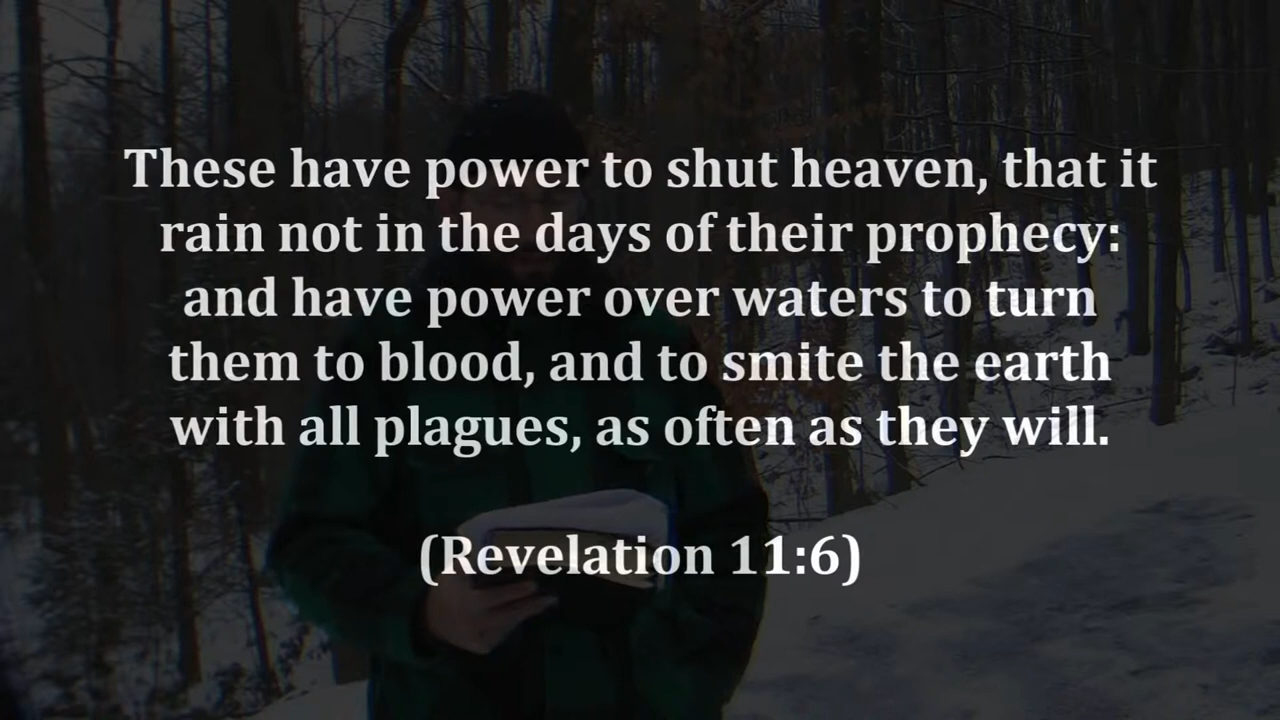 These have power to shut heaven, that it
rain not in the days of their prophecy:
and have power over waters to turn
them to blood, and to smite the earth
with all plagues, as often as they will.
(Revelation 11:6)